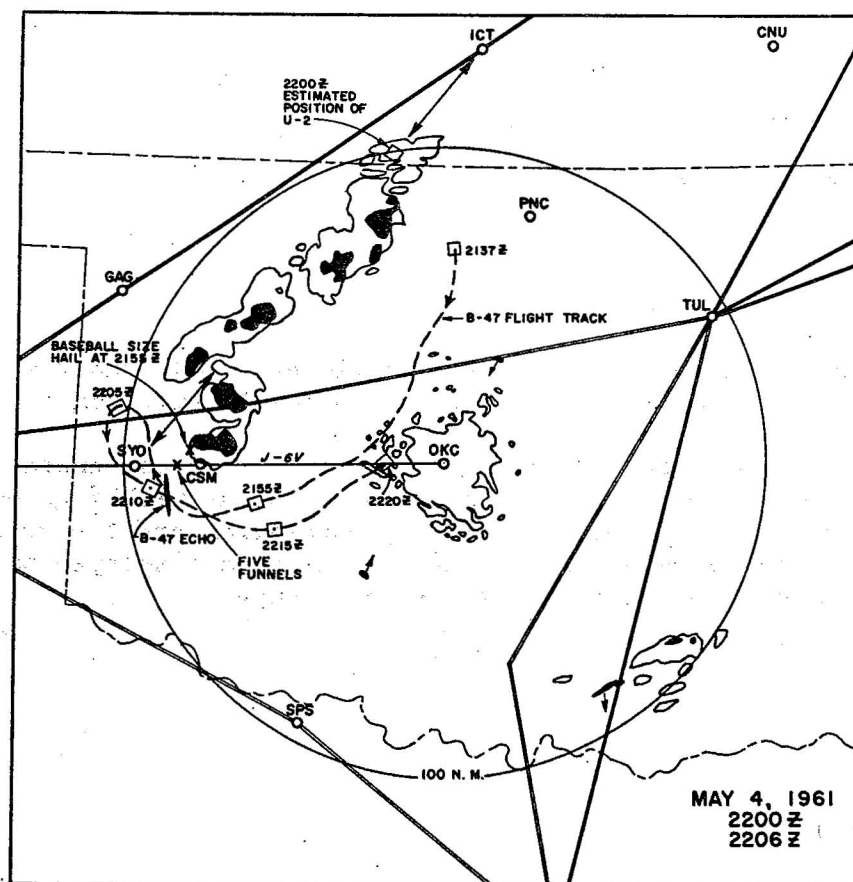 ICT
CNU
2200Z
ESTIMATED
POSITION OF
U-2
PNC
2137Z
GAG
B-47 FLIGHT TRACK
TUL
BASEBALL SIZE
HAIL AT 2155Z
2205Z
SYO
CSM
J-6V
OKC
2210Z
2155Z
2220Z
B-47 ECHO
2215Z
FIVE
FUNNELS
SPS
100 N. M.
MAY 4, 1961
2200Z
2206Z